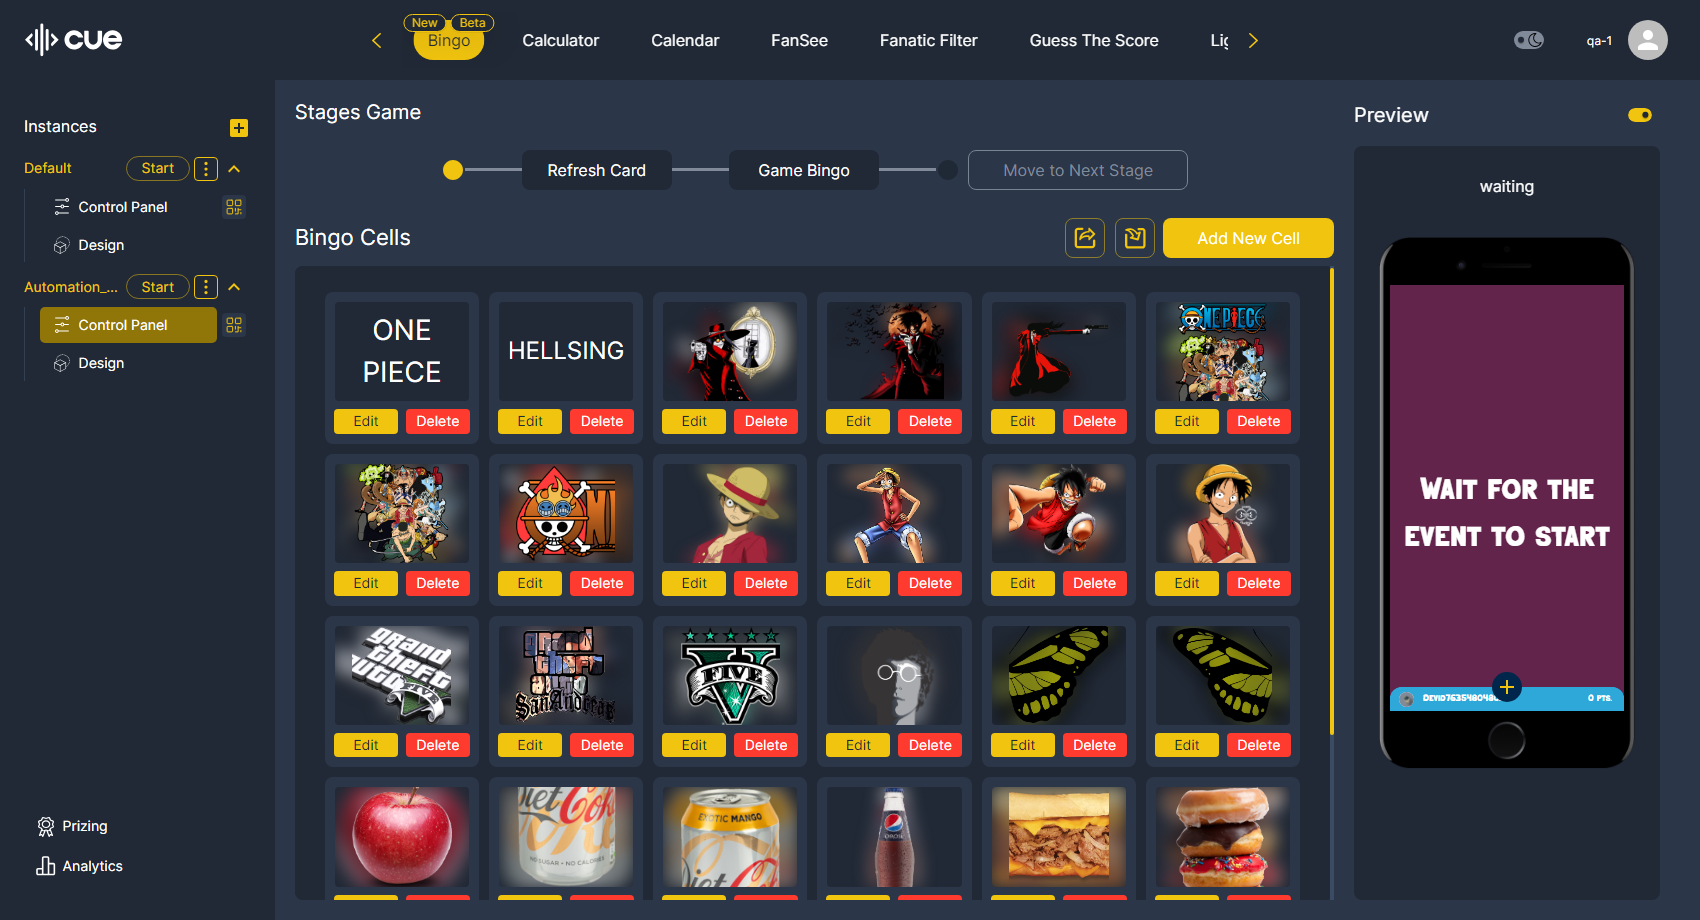 cue
New Beta
Bingo
Calculator
Calendar
FanSee
Fanatic Filter
Guess The Score
qa-1
Instances
Default
Start
Control Panel
Design
Automation_...
Start
Control Panel
Design
Prizing
Analytics
Stages Game
Refresh Card
Game Bingo
Move to Next Stage
Bingo Cells
Add New Cell
ONE
PIECE
HELLSING
ONE PIECE
Edit Delete Edit Delete Edit Delete Edit Delete Edit Delete Edit Delete
Edit Delete Edit Delete Edit Delete Edit Delete Edit Delete Edit Delete
grand
theft
auto
V
grand
theft
auto
San Andreas
V
FIVE
Edit Delete Edit Delete Edit Delete Edit Delete Edit Delete Edit Delete
Diet Coke
NO SUGAR • NO CALORIES
EXOTIC MANGO
Diet Coke
Preview
waiting
Wait for the
event to start
0 PTS.